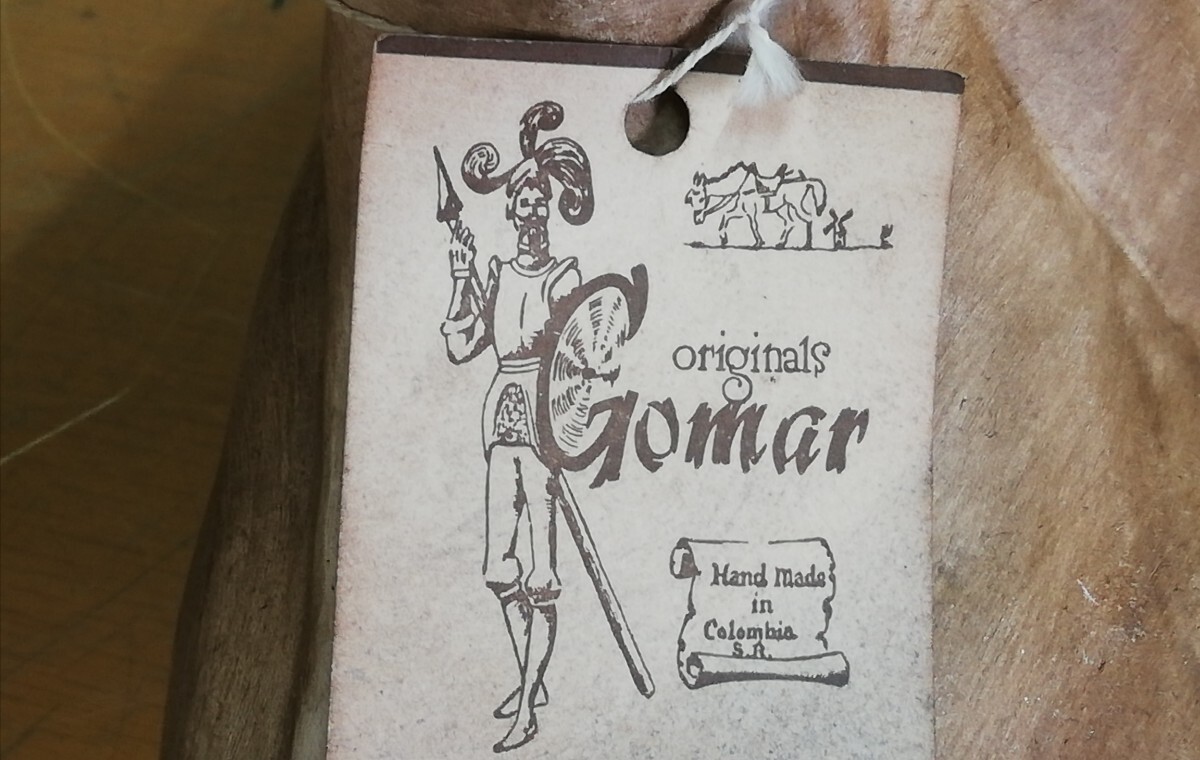 originals
Gomar
Hand Made
in
Colombia
S.A.